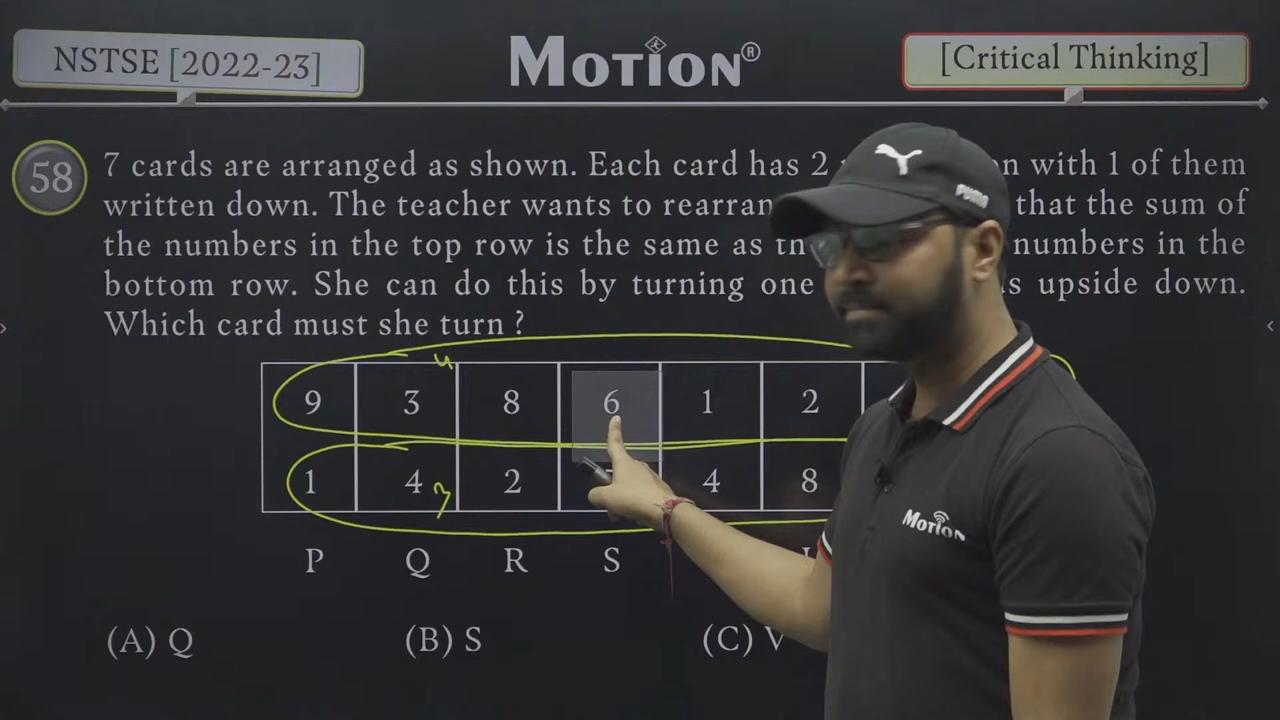 NSTSE [2022-23]
MOTION®
[Critical Thinking]
58
7 cards are arranged as shown. Each card has 2 on with 1 of them
written down. The teacher wants to that the sum of
the numbers in the top row is the same as numbers in the
bottom row. She can do this by turning one upside down.
Which card must she turn ?
4
9 3 8 6 1 2
1 4 2 4 8
3
P Q R S
(A) Q (B) S (C) V
PUMA
MOTION